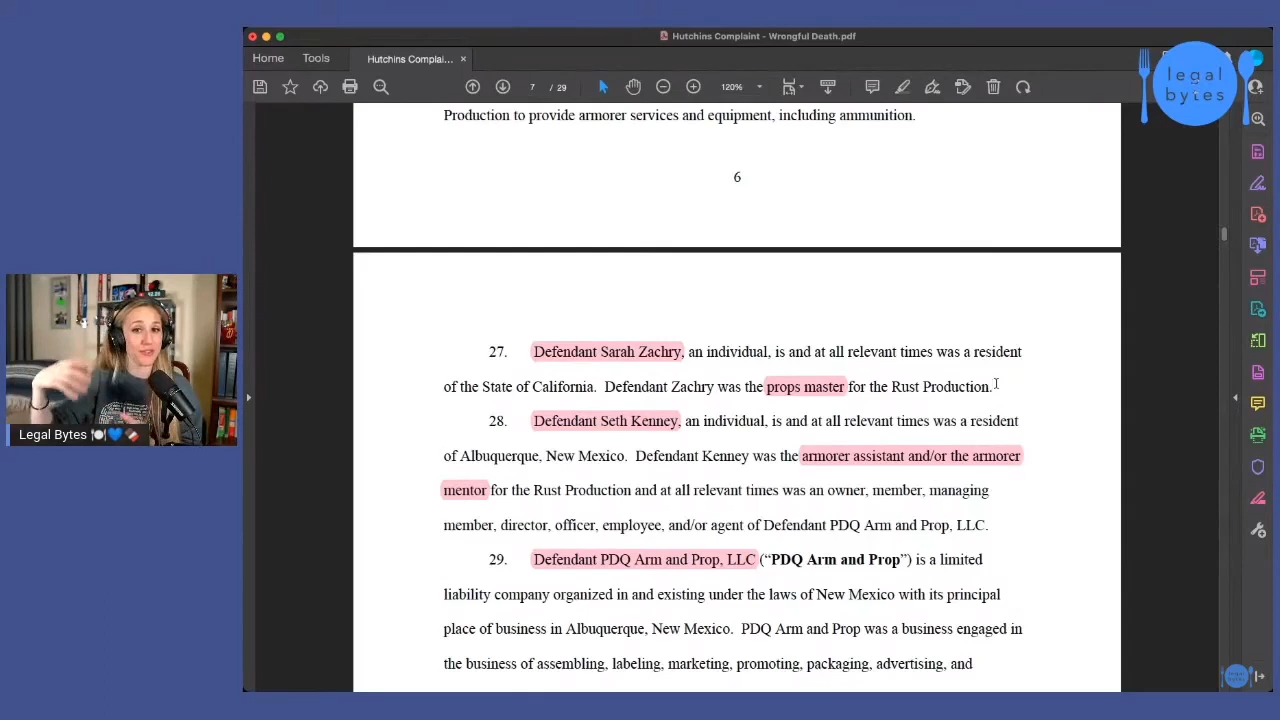 Hutchins Complaint - Wrongful Death.pdf
Home
Tools
Hutchins Complai...
7 / 29
120%
legal
bytes
Production to provide armorer services and equipment, including ammunition.
6
27. Defendant Sarah Zachry, an individual, is and at all relevant times was a resident
of the State of California. Defendant Zachry was the props master for the Rust Production.
28. Defendant Seth Kenney, an individual, is and at all relevant times was a resident
of Albuquerque, New Mexico. Defendant Kenney was the armorer assistant and/or the armorer
mentor for the Rust Production and at all relevant times was an owner, member, managing
member, director, officer, employee, and/or agent of Defendant PDQ Arm and Prop, LLC.
29. Defendant PDQ Arm and Prop, LLC (“PDQ Arm and Prop”) is a limited
liability company organized in and existing under the laws of New Mexico with its principal
place of business in Albuquerque, New Mexico. PDQ Arm and Prop was a business engaged in
the business of assembling, labeling, marketing, promoting, packaging, advertising, and
Legal Bytes 🍽️💙🍫
legal
bytes